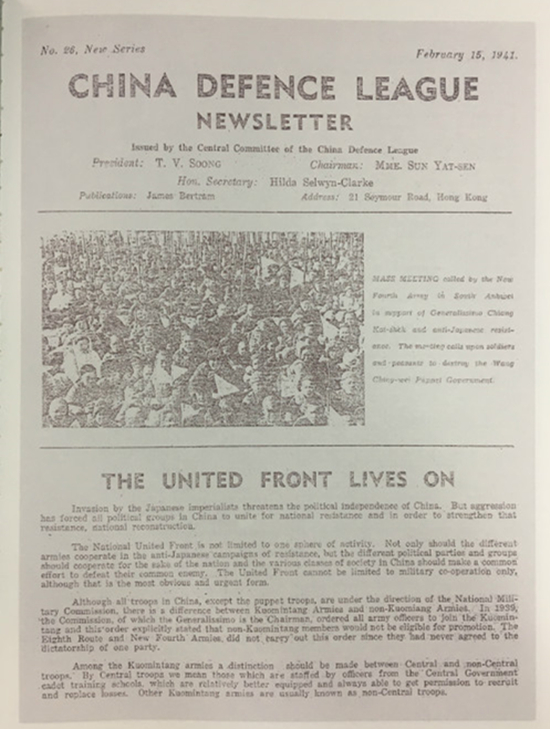 No. 26, New Series
February 15, 1941.
CHINA DEFENCE LEAGUE
NEWSLETTER
Issued by the Central Committee of the China Defence League
President: T. V. SOONG
Chairman: MME. SUN YAT-SEN
Hon. Secretary: Hilda Selwyn-Clarke
Publications: James Bertram
Address: 21 Seymour Road, Hong Kong
MASS MEETING called by the New
Fourth Army in South Anhwei
in support of Generalissimo Chiang
Kai-shek and anti-Japanese resist-
ance. The meeting calls upon soldiers
and peasants to destroy the Wang
Ching-wei Puppet Government.
THE UNITED FRONT LIVES ON
Invasion by the Japanese imperialists threatens the political independence of China. But aggression
has forced all political groups in China to unite for national resistance and in order to strengthen that
resistance, national reconstruction.
The National United Front is not limited to one sphere of activity. Not only should the different
armies cooperate in the anti-Japanese campaigns of resistance, but the different political parties and groups
should cooperate for the sake of the nation and the various classes of society in China should make a common
effort to defeat their common enemy. The United Front cannot be limited to military co-operation only,
although that is the most obvious and urgent form.
Although all troops in China, except the puppet troops, are under the direction of the National Mili-
tary Commission, there is a difference between Kuomintang Armies and non-Kuomiang Armies. In 1939,
the Commission, of which the Generalissimo is the Chairman, ordered all army officers to join the Kuomin-
tang and this order explicitly stated that non-Kuomintang members would not be eligible for promotion. The
Eighth Route and New Fourth Armies did not carry out this order since they had never agreed to the
dictatorship of one party.
Among the Kuomintang armies a distinction should be made between Central and non-Central
troops. By Central troops we mean those which are staffed by officers from the Central Government
cadet training schools, which are relatively better equipped and always able to get permission to recruit
and replace losses. Other Kuomintang armies are usually known as non-Central troops.